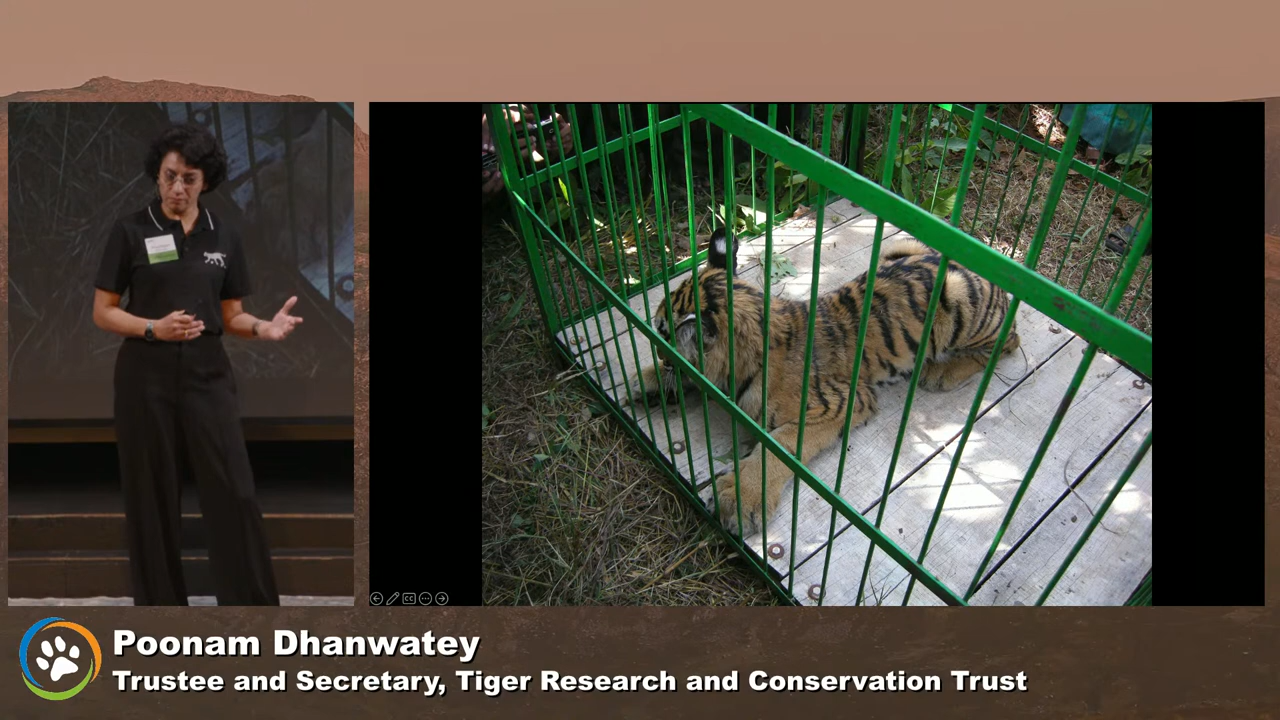 Poonam Dhanwatey
Trustee and Secretary, Tiger Research and Conservation Trust